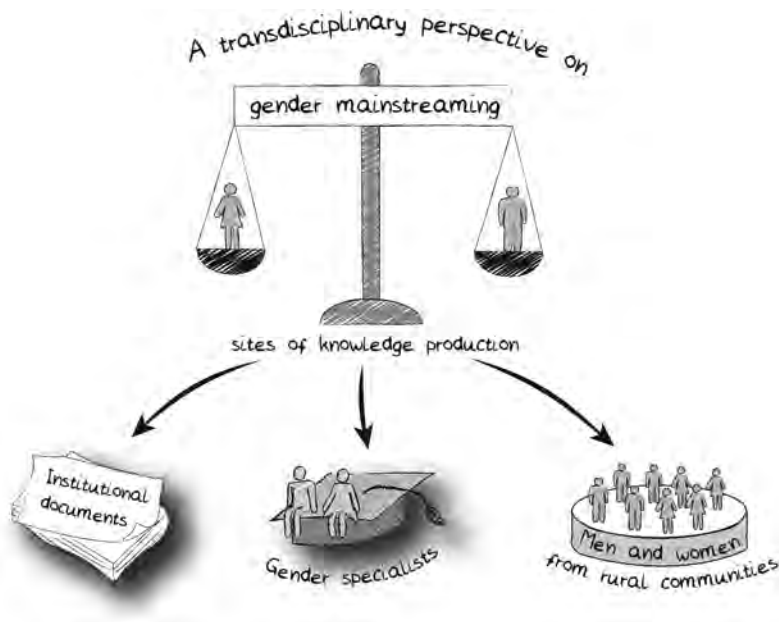 A transdisciplinary perspective on
gender mainstreaming
sites of knowledge production
Institutional
documents
Gender specialists
Men and women
from rural communities